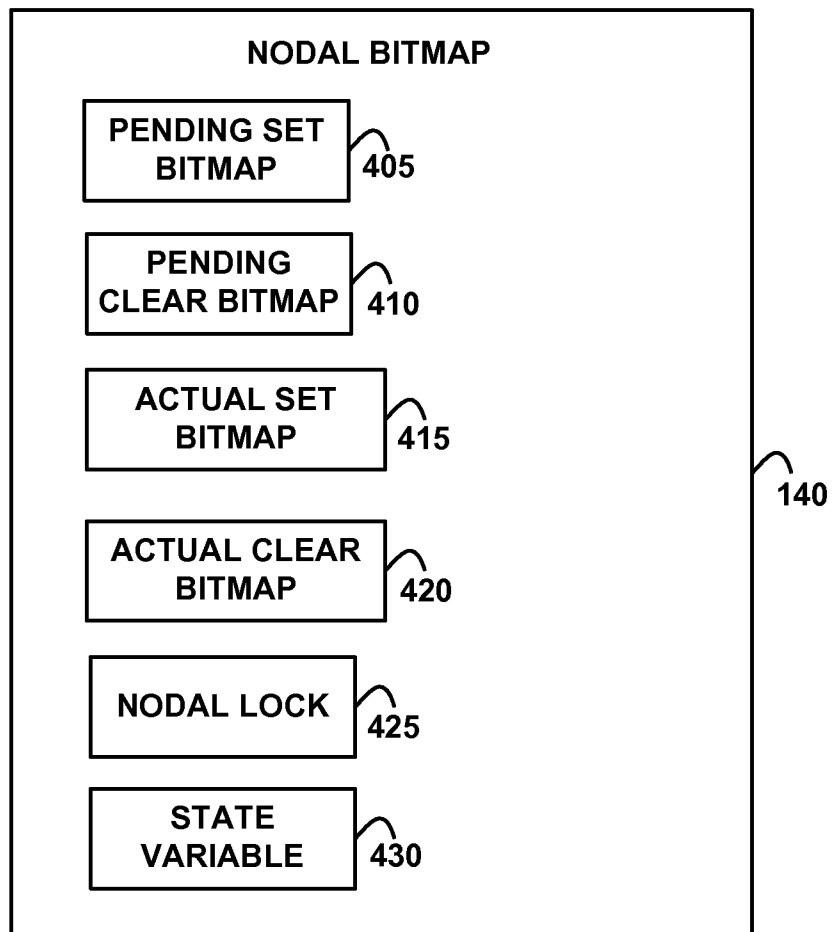 NODAL BITMAP
PENDING SET
BITMAP
405
PENDING
CLEAR BITMAP
410
ACTUAL SET
BITMAP
415
140
ACTUAL CLEAR
BITMAP
420
NODAL LOCK
425
STATE
VARIABLE
430